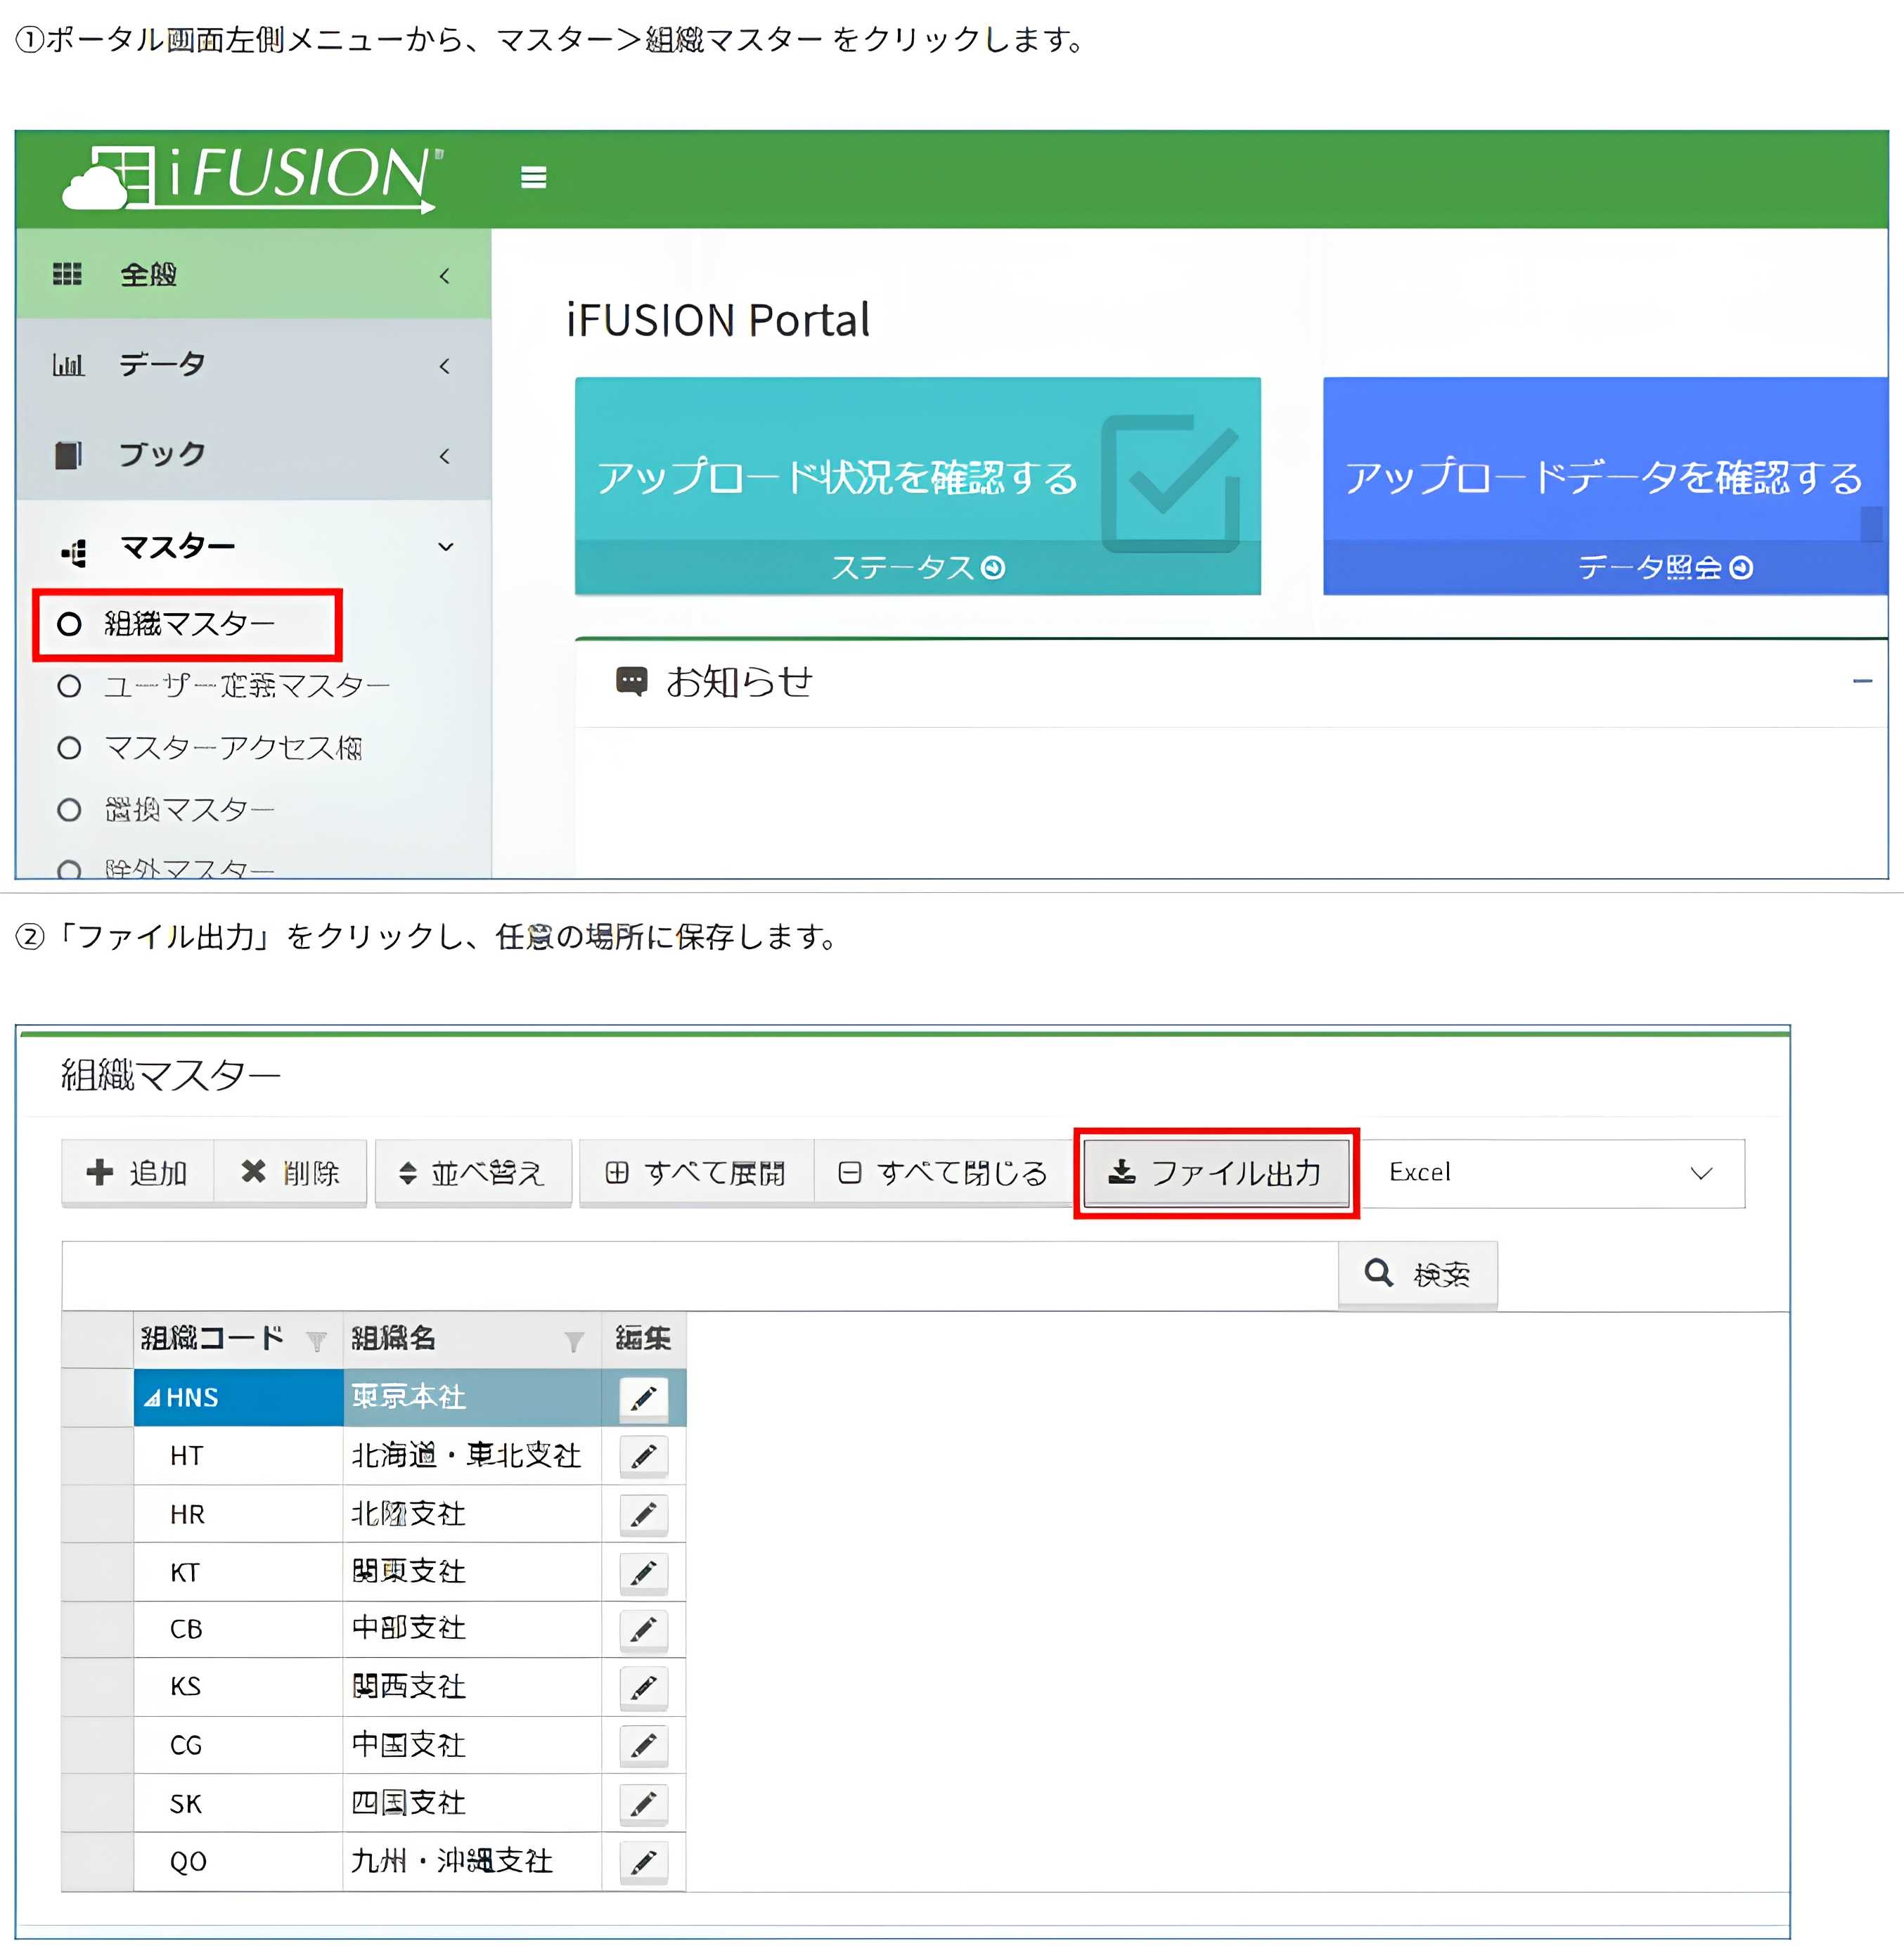 ①ポータル画面左側メニューから、マスター＞組織マスター をクリックします。
iFUSION
全般
データ
ブック
マスター
組織マスター
ユーザー定義マスター
マスターアクセス権
置換マスター
除外マスター
iFUSION Portal
アップロード状況を確認する
ステータス
アップロードデータを確認する
データ照会
お知らせ
②「ファイル出力」をクリックし、任意の場所に保存します。
組織マスター
追加 削除 並べ替え すべて展開 すべて閉じる ファイル出力 Excel
検索
組織コード 組織名 編集
HNS 東京本社
HT 北海道・東北支社
HR 北陸支社
KT 関東支社
CB 中部支社
KS 関西支社
CG 中国支社
SK 四国支社
QO 九州・沖縄支社